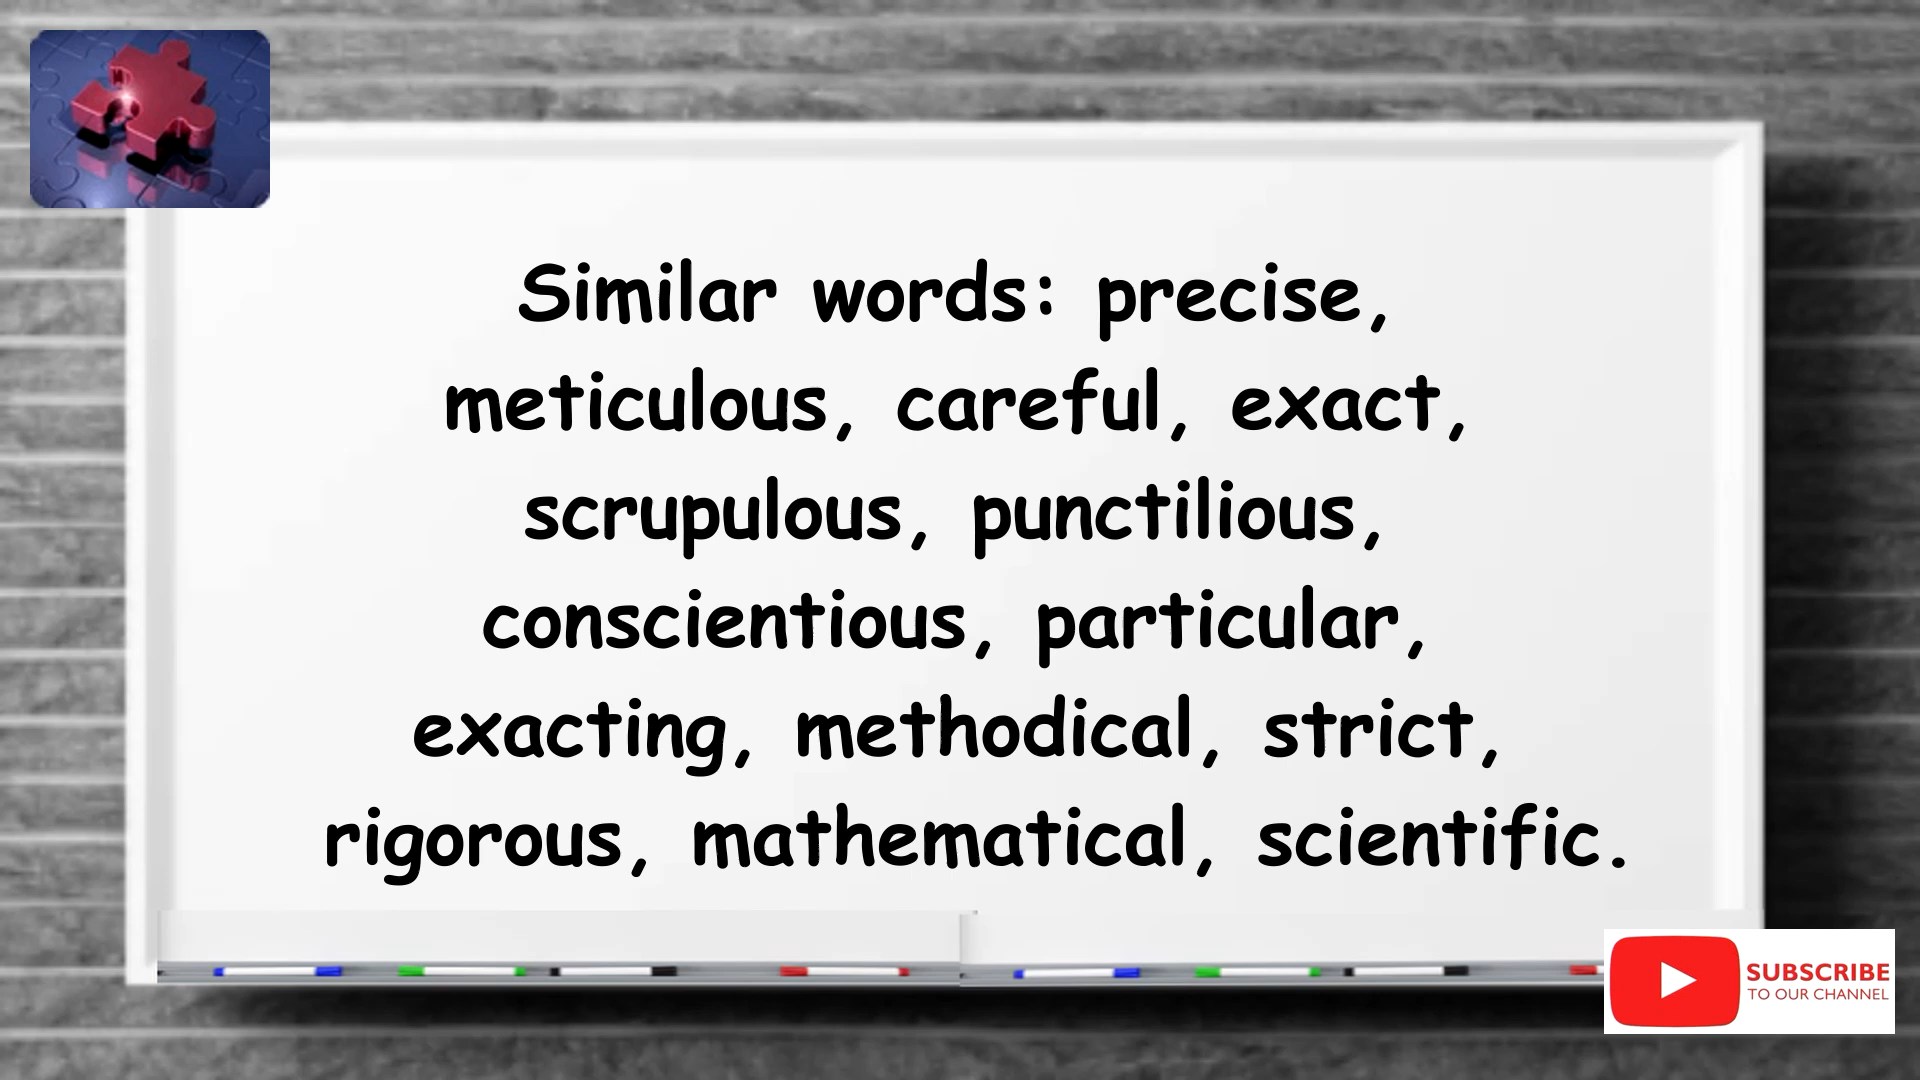 Similar words: precise,
meticulous, careful, exact,
scrupulous, punctilious,
conscientious, particular,
exacting, methodical, strict,
rigorous, mathematical, scientific.
SUBSCRIBE
TO OUR CHANNEL